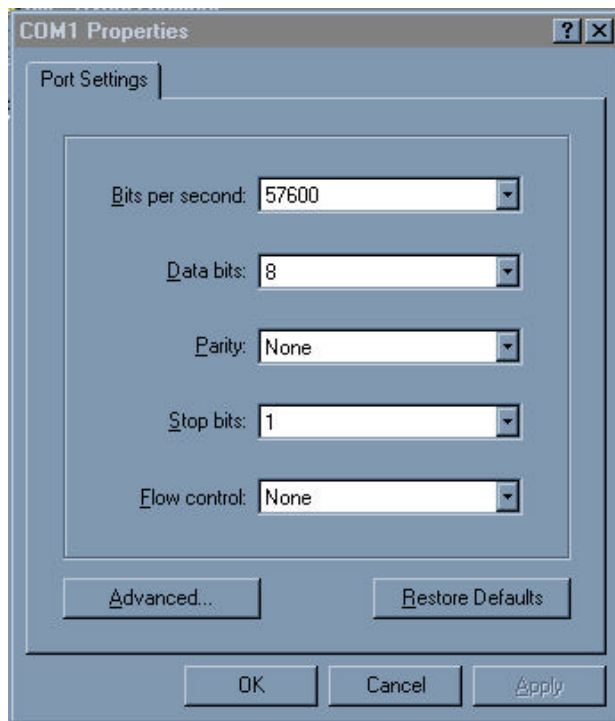 COM1 Properties
Port Settings
Bits per second: 57600
Data bits: 8
Parity: None
Stop bits: 1
Flow control: None
Advanced... Restore Defaults
OK Cancel Apply